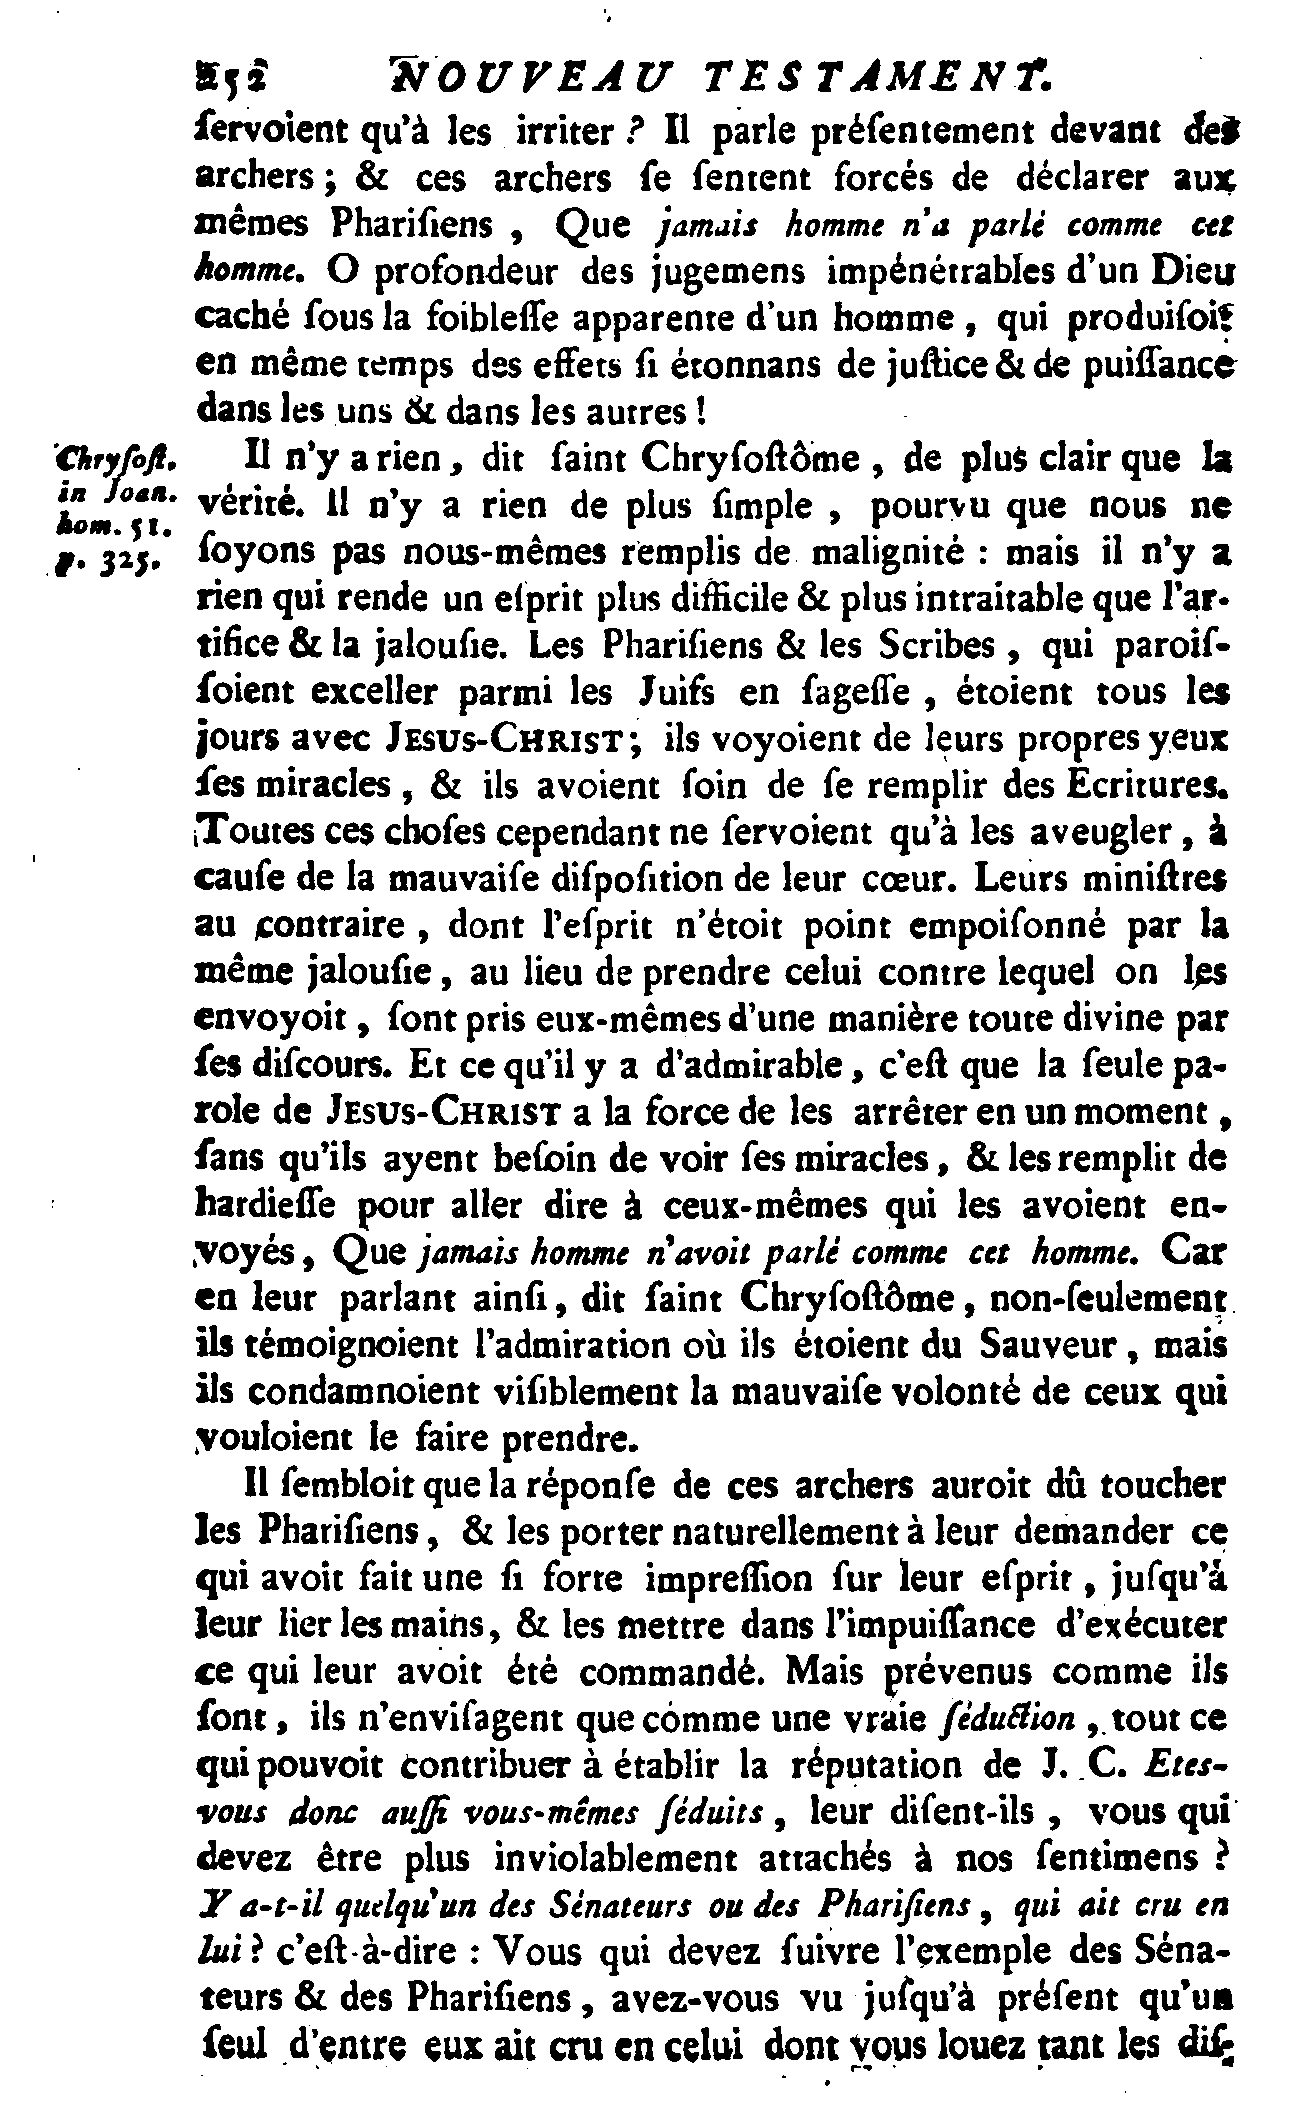 252 NOUVEAU TESTAMENT.
ſervoient qu'à les irriter ? Il parle préſentement devant des
archers ; & ces archers ſe ſentent forcés de déclarer aux
mêmes Phariſiens , Que jamais homme n'a parlé comme cet
homme. O profondeur des jugemens impénétrables d'un Dieu
caché ſous la foibleſſe apparente d'un homme , qui produiſoit
en même temps des effets ſi étonnans de juſtice & de puiſſance
dans les uns & dans les autres !
Chryſoſt.
in Joan.
hom. 51.
p. 325.
Il n'y a rien , dit ſaint Chryſoſtôme , de plus clair que la
vérité. Il n'y a rien de plus ſimple , pourvu que nous ne
ſoyons pas nous-mêmes remplis de malignité : mais il n'y a
rien qui rende un eſprit plus difficile & plus intraitable que l'ar-
tifice & la jalouſie. Les Phariſiens & les Scribes , qui paroiſ-
ſoient exceller parmi les Juifs en ſageſſe , étoient tous les
jours avec JESUS-CHRIST ; ils voyoient de leurs propres yeux
ſes miracles , & ils avoient ſoin de ſe remplir des Ecritures.
Toutes ces choſes cependant ne ſervoient qu'à les aveugler , à
cauſe de la mauvaiſe diſpoſition de leur cœur. Leurs miniſtres
au contraire , dont l'eſprit n'étoit point empoiſonné par la
même jalouſie , au lieu de prendre celui contre lequel on les
envoyoit , ſont pris eux-mêmes d'une manière toute divine par
ſes diſcours. Et ce qu'il y a d'admirable , c'eſt que la ſeule pa-
role de JESUS-CHRIST a la force de les arrêter en un moment ,
ſans qu'ils ayent beſoin de voir ſes miracles , & les remplit de
hardieſſe pour aller dire à ceux-mêmes qui les avoient en-
voyés , Que jamais homme n'avoit parlé comme cet homme. Car
en leur parlant ainſi , dit ſaint Chryſoſtôme , non-ſeulement
ils témoignoient l'admiration où ils étoient du Sauveur , mais
ils condamnoient viſiblement la mauvaiſe volonté de ceux qui
vouloient le faire prendre.
Il ſembloit que la réponſe de ces archers auroit dû toucher
les Phariſiens , & les porter naturellement à leur demander ce
qui avoit fait une ſi forte impreſſion ſur leur eſprit , juſqu'à
leur lier les mains , & les mettre dans l'impuiſſance d'exécuter
ce qui leur avoit été commandé. Mais prévenus comme ils
ſont , ils n'enviſagent que comme une vraie ſéduction , tout ce
qui pouvoit contribuer à établir la réputation de J. C. Etes-
vous donc auſſi vous-mêmes ſéduits , leur diſent-ils , vous qui
devez être plus inviolablement attachés à nos ſentimens ?
Y a-t-il quelqu'un des Sénateurs ou des Phariſiens , qui ait cru en
lui ? c'eſt-à-dire : Vous qui devez ſuivre l'exemple des Séna-
teurs & des Phariſiens , avez-vous vu juſqu'à préſent qu'un
ſeul d'entre eux ait cru en celui dont vous louez tant les diſ-